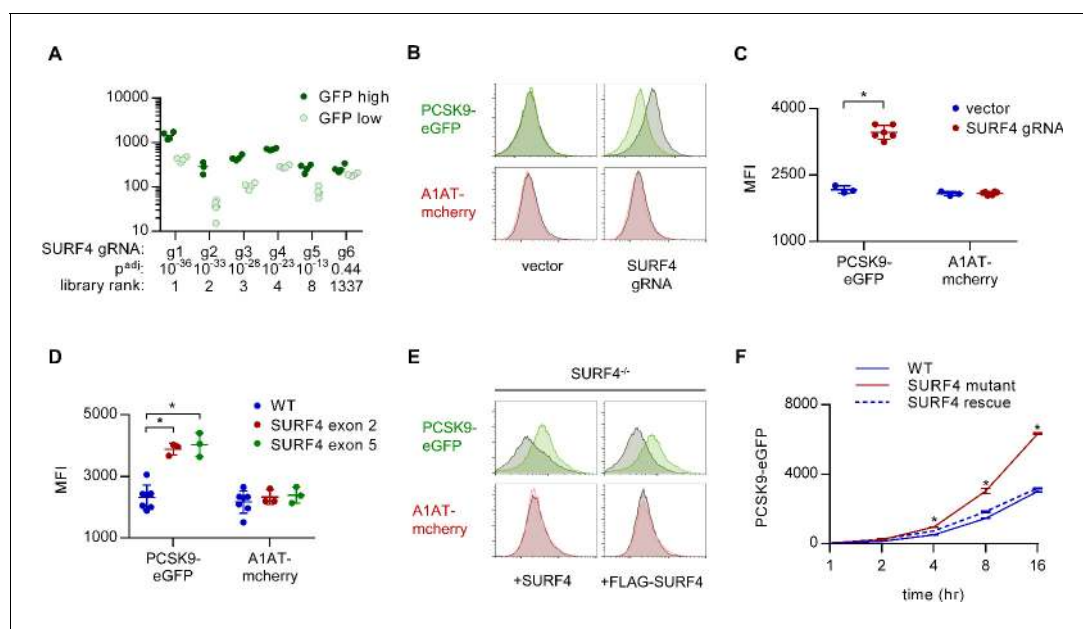 A
10000
1000
100
10
GFP high
GFP low
SURF4 gRNA: g1 g2 g3 g4 g5 g6
p^adj: 10^-36 10^-33 10^-28 10^-23 10^-13 0.44
library rank: 1 2 3 4 8 1337
B
PCSK9-
eGFP
A1AT-
mcherry
vector
SURF4
gRNA
C
4000
2500
1000
MFI
*
vector
SURF4 gRNA
PCSK9-
eGFP
A1AT-
mcherry
D
5000
3000
1000
MFI
*
*
WT
SURF4 exon 2
SURF4 exon 5
PCSK9-
eGFP
A1AT-
mcherry
E
SURF4-/-
PCSK9-
eGFP
A1AT-
mcherry
+SURF4
+FLAG-SURF4
F
WT
SURF4 mutant
SURF4 rescue
8000
4000
0
PCSK9-eGFP
*
*
*
1 2 4 8 16
time (hr)